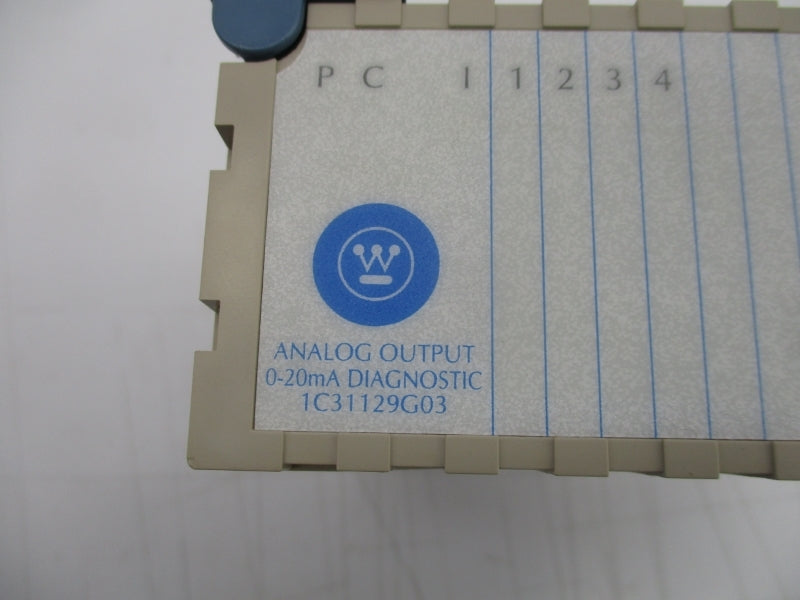 P C I 1 2 3 4
W
ANALOG OUTPUT
0-20mA DIAGNOSTIC
1C31129G03